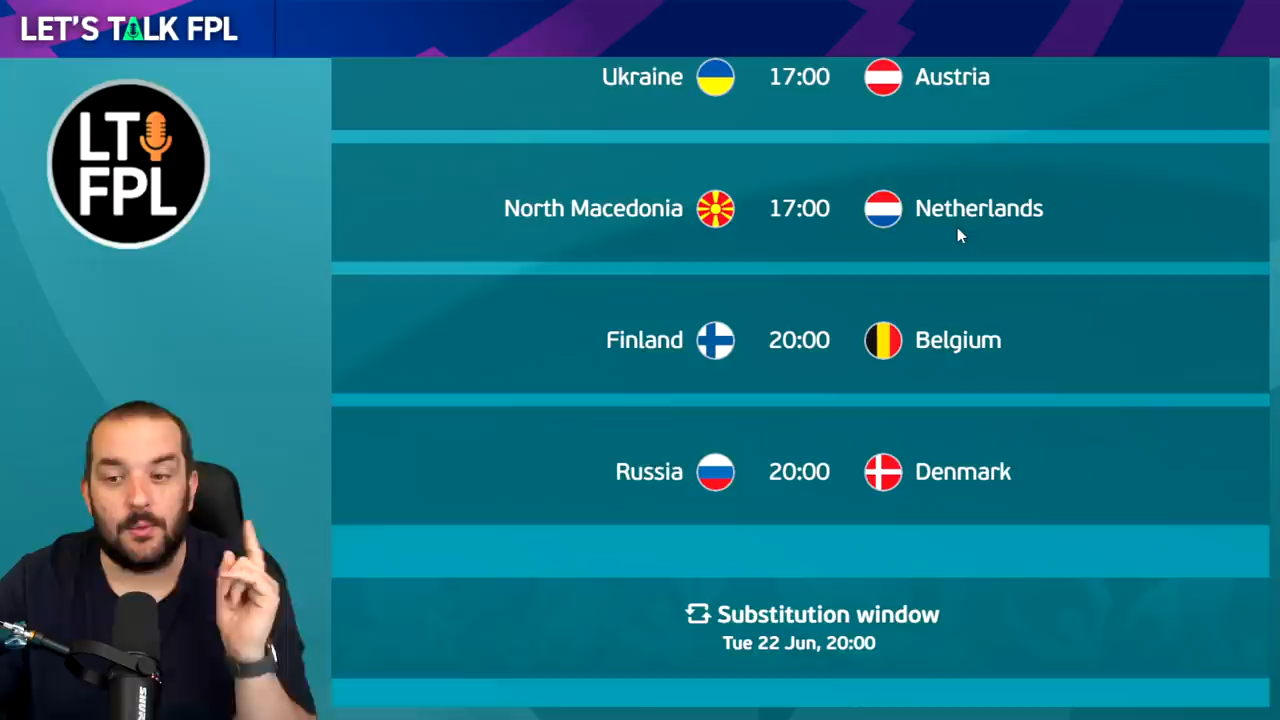 LET'S TALK FPL
LT
FPL
Ukraine 17:00 Austria
North Macedonia 17:00 Netherlands
Finland 20:00 Belgium
Russia 20:00 Denmark
Substitution window
Tue 22 Jun, 20:00
SHURE